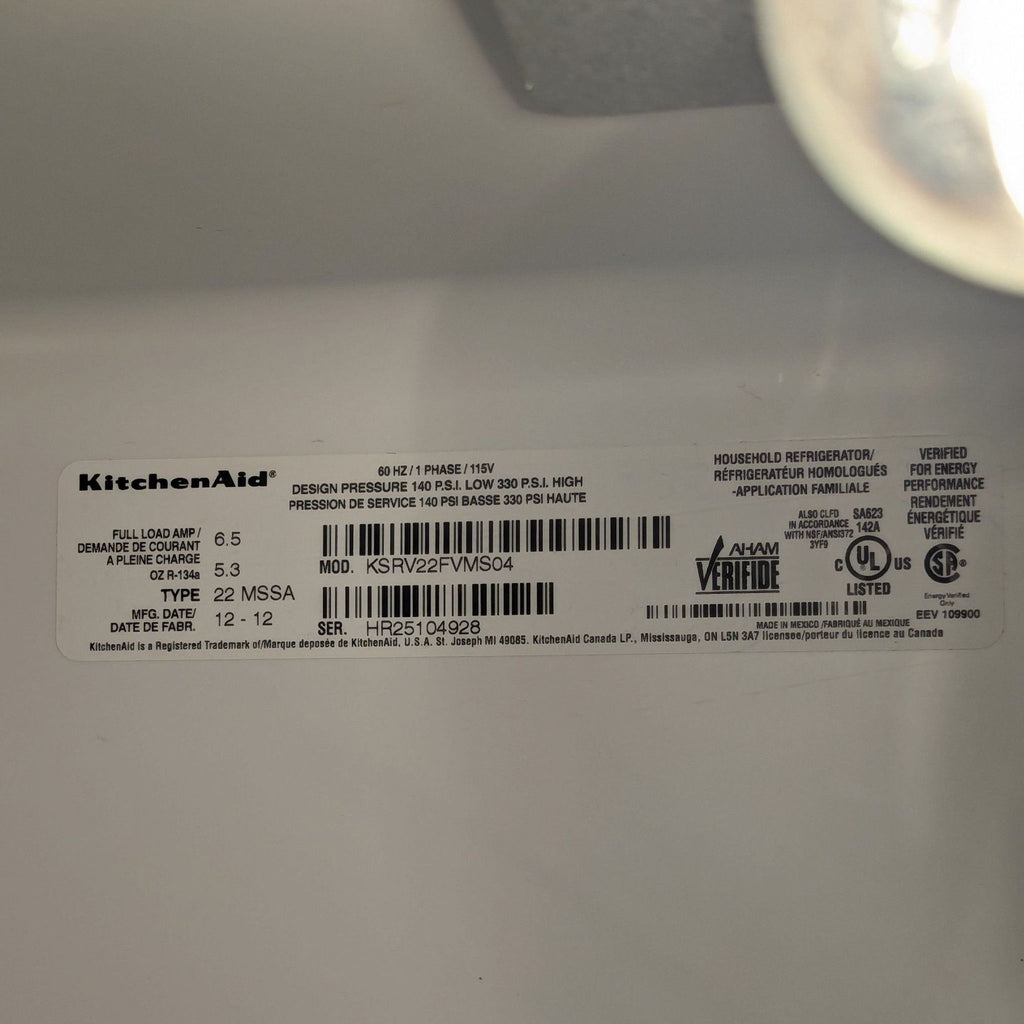 KitchenAid®
60 HZ / 1 PHASE / 115V
DESIGN PRESSURE 140 P.S.I. LOW 330 P.S.I. HIGH
PRESSION DE SERVICE 140 PSI BASSE 330 PSI HAUTE
FULL LOAD AMP /
DEMANDE DE COURANT
A PLEINE CHARGE
6.5
OZ R-134a 5.3
TYPE 22 MSSA
MFG. DATE/
DATE DE FABR.
12 - 12
MOD. KSRV22FVMS04
SER. HR25104928
HOUSEHOLD REFRIGERATOR/
RÉFRIGERATEUR HOMOLOGUÉS
-APPLICATION FAMILIALE
AHAM
VERIFIDE
ALSO CLFD
IN ACCORDANCE
WITH NSF/ANSI372
3YF9
SA623
142A
C UL US
LISTED
VERIFIED
FOR ENERGY
PERFORMANCE
RENDEMENT
ÉNERGÉTIQUE
VÉRIFIÉ
SA®
Energy Verified
Only
EEV 109900
MADE IN MEXICO /FABRIQUÉ AU MEXIQUE
KitchenAid is a Registered Trademark of/Marque deposée de KitchenAid, U.S.A. St. Joseph MI 49085. KitchenAid Canada LP., Mississauga, ON L5N 3A7 licensee/porteur du licence au Canada